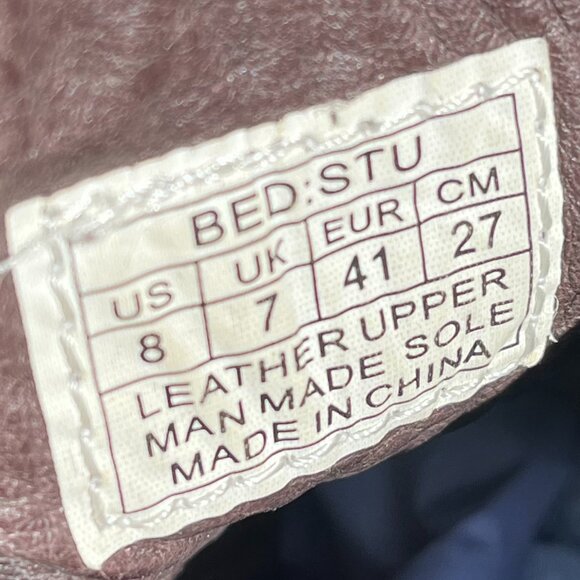 BED:STU
US UK EUR CM
8 7 41 27
LEATHER UPPER
MAN MADE SOLE
MADE IN CHINA